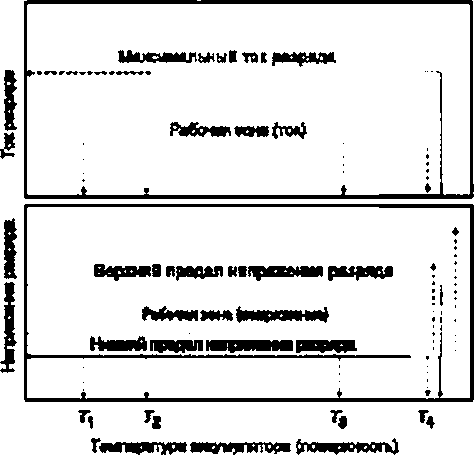 Максимальный ток разряда
Ток разряда
Рабочая зона (ток)
Верхний предел напряжения разряда
Напряжение разряда
Рабочая зона (напряжение)
Нижний предел напряжения разряда
T1 T2 T3 T4
Температура аккумулятора (поверхность)